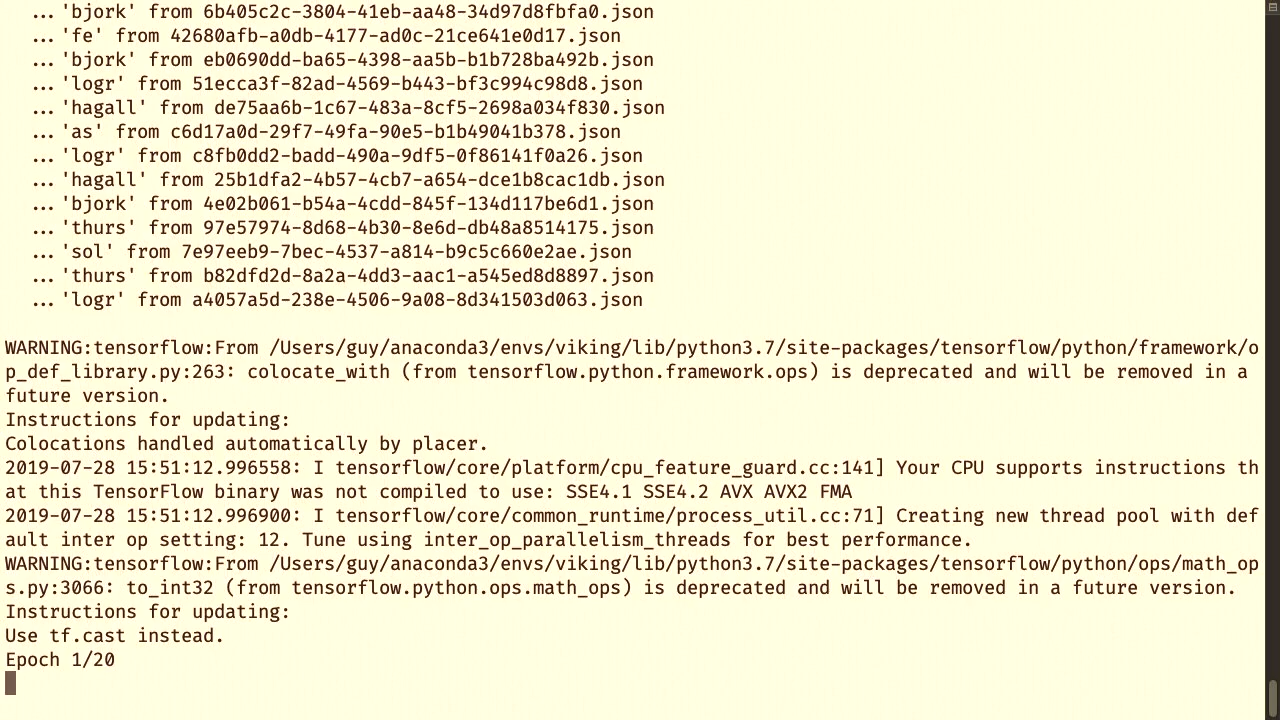 ... 'bjork' from 6b405c2c-3804-41eb-aa48-34d97d8fbfa0.json
... 'fe' from 42680afb-a0db-4177-ad0c-21ce641e0d17.json
... 'bjork' from eb0690dd-ba65-4398-aa5b-b1b728ba492b.json
... 'logr' from 51ecca3f-82ad-4569-b443-bf3c994c98d8.json
... 'hagall' from de75aa6b-1c67-483a-8cf5-2698a034f830.json
... 'as' from c6d17a0d-29f7-49fa-90e5-b1b49041b378.json
... 'logr' from c8fb0dd2-badd-490a-9df5-0f86141f0a26.json
... 'hagall' from 25b1dfa2-4b57-4cb7-a654-dce1b8cac1db.json
... 'bjork' from 4e02b061-b54a-4cdd-845f-134d117be6d1.json
... 'thurs' from 97e57974-8d68-4b30-8e6d-db48a8514175.json
... 'sol' from 7e97eeb9-7bec-4537-a814-b9c5c660e2ae.json
... 'thurs' from b82dfd2d-8a2a-4dd3-aac1-a545ed8d8897.json
... 'logr' from a4057a5d-238e-4506-9a08-8d341503d063.json
WARNING:tensorflow:From /Users/guy/anaconda3/envs/viking/lib/python3.7/site-packages/tensorflow/python/framework/o
p_def_library.py:263: colocate_with (from tensorflow.python.framework.ops) is deprecated and will be removed in a
future version.
Instructions for updating:
Colocations handled automatically by placer.
2019-07-28 15:51:12.996558: I tensorflow/core/platform/cpu_feature_guard.cc:141] Your CPU supports instructions th
at this TensorFlow binary was not compiled to use: SSE4.1 SSE4.2 AVX AVX2 FMA
2019-07-28 15:51:12.996900: I tensorflow/core/common_runtime/process_util.cc:71] Creating new thread pool with def
ault inter op setting: 12. Tune using inter_op_parallelism_threads for best performance.
WARNING:tensorflow:From /Users/guy/anaconda3/envs/viking/lib/python3.7/site-packages/tensorflow/python/ops/math_op
s.py:3066: to_int32 (from tensorflow.python.ops.math_ops) is deprecated and will be removed in a future version.
Instructions for updating:
Use tf.cast instead.
Epoch 1/20